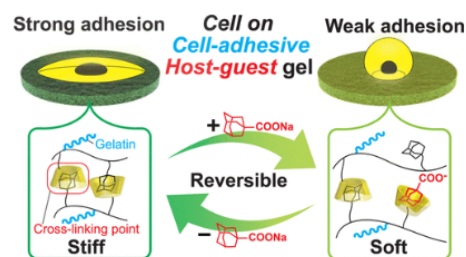 Strong adhesion
Cell on
Cell-adhesive
Host-guest gel
Weak adhesion
Gelatin
Cross-linking point
Stiff
+ COONa
Reversible
− COONa
COO⁻
Soft